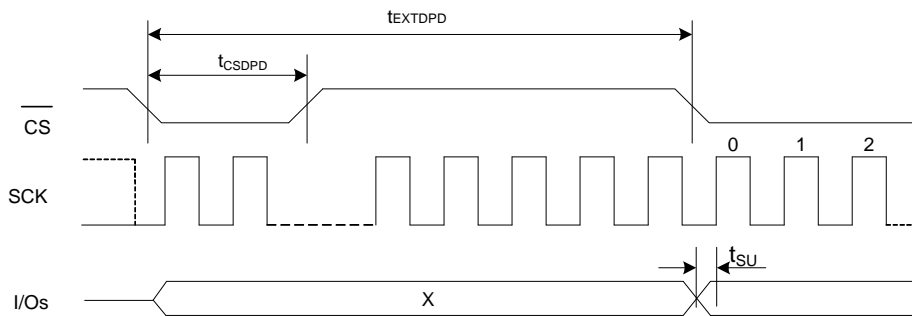 tEXTDPD
tCSDPD
CS
0 1 2
SCK
tSU
I/Os X